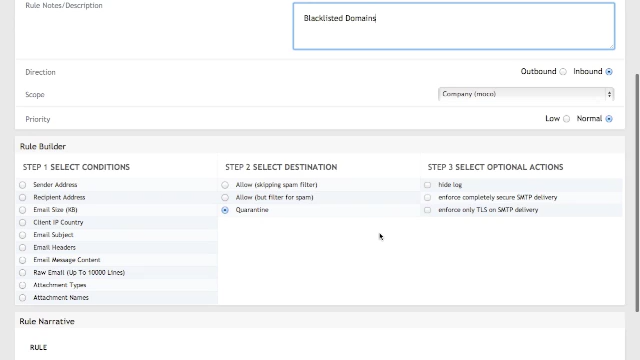 Rule Notes/Description
Blacklisted Domains
Direction Outbound Inbound
Scope Company (moco)
Priority Low Normal
Rule Builder
STEP 1 SELECT CONDITIONS STEP 2 SELECT DESTINATION STEP 3 SELECT OPTIONAL ACTIONS
Sender Address Allow (skipping spam filter) hide log
Recipient Address Allow (but filter for spam) enforce completely secure SMTP delivery
Email Size (KB) Quarantine enforce only TLS on SMTP delivery
Client IP Country
Email Subject
Email Headers
Email Message Content
Raw Email (Up To 10000 Lines)
Attachment Types
Attachment Names
Rule Narrative
RULE